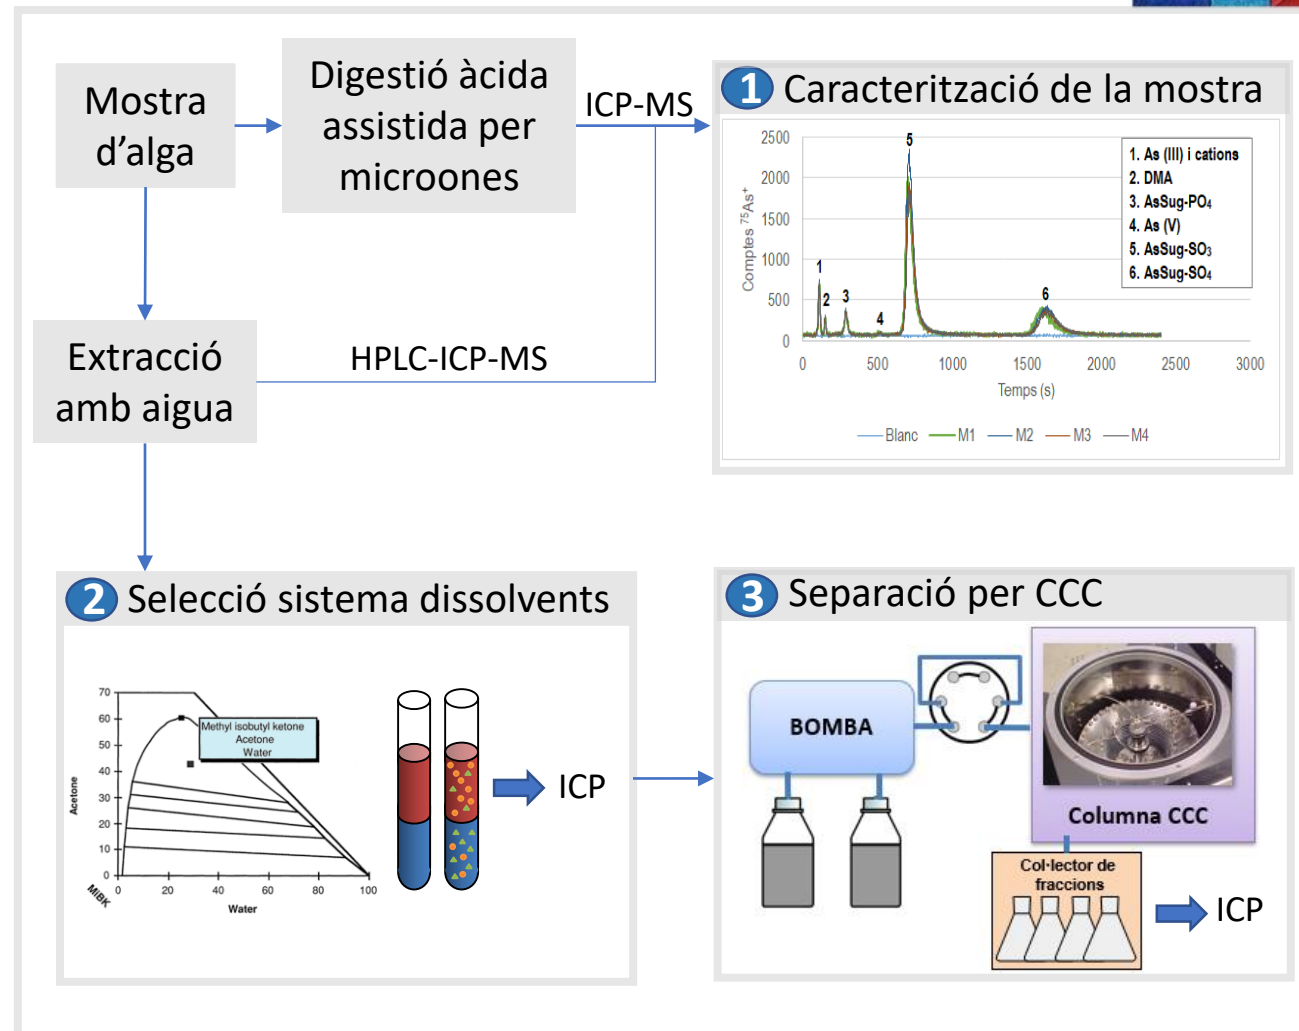 Mostra
d'alga
Digestió àcida
assistida per
microones
ICP-MS
Extracció
amb aigua
HPLC-ICP-MS
1 Caracterització de la mostra
2500
2000
1500
1000
500
0
Comptes ⁷⁵As⁺
0 500 1000 1500 2000 2500 3000
Temps (s)
1
2
3
4
5
6
1. As (III) i cations
2. DMA
3. AsSug-PO₄
4. As (V)
5. AsSug-SO₃
6. AsSug-SO₄
Blanc M1 M2 M3 M4
2 Selecció sistema dissolvents
70
60
50
40
30
20
10
0
Acetone
Methyl isobutyl ketone
Acetone
Water
MiBK
0 20 40 60 80 100
Water
ICP
3 Separació per CCC
BOMBA
Columna CCC
Col·lector de
fraccions
ICP